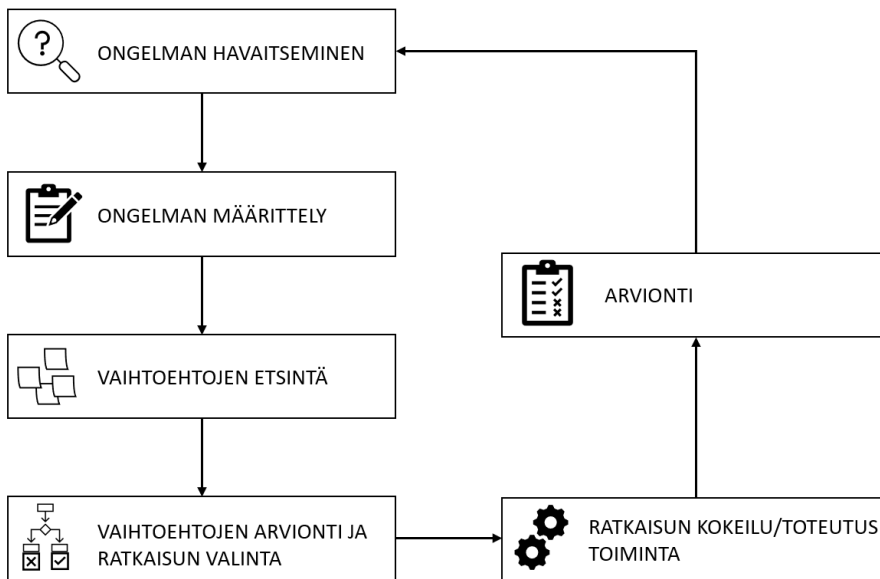 ONGELMAN HAVAITSEMINEN
ONGELMAN MÄÄRITTELY
VAIHTOEHTOJEN ETSINTÄ
VAIHTOEHTOJEN ARVIONTI JA
RATKAISUN VALINTA
RATKAISUN KOKEILU/TOTEUTUS
TOIMINTA
ARVIONTI